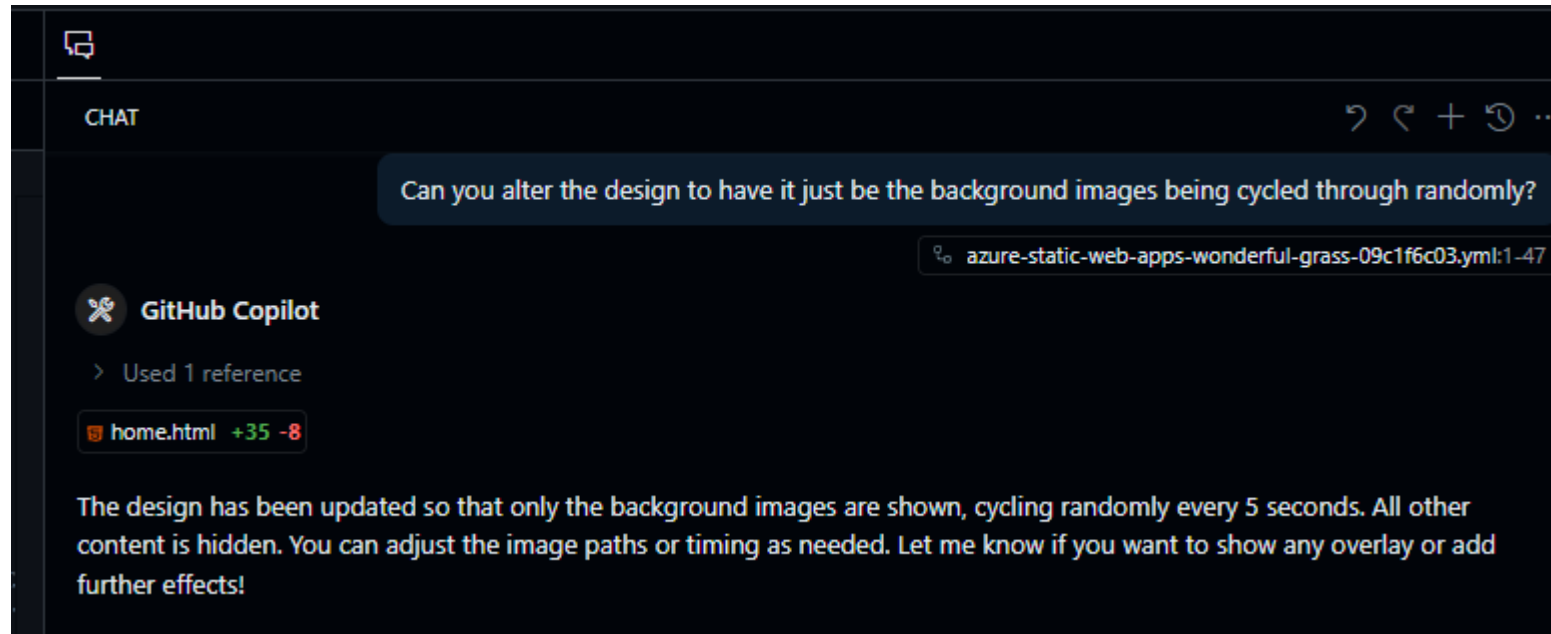 CHAT
Can you alter the design to have it just be the background images being cycled through randomly?
azure-static-web-apps-wonderful-grass-09c1f6c03.yml:1-47
GitHub Copilot
Used 1 reference
home.html +35 -8
The design has been updated so that only the background images are shown, cycling randomly every 5 seconds. All other
content is hidden. You can adjust the image paths or timing as needed. Let me know if you want to show any overlay or add
further effects!